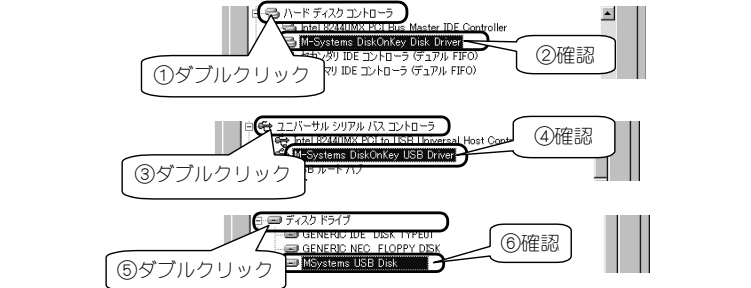 ハード ディスク コントローラ
Intel 82440MX PCI Bus Master IDE Controller
M-Systems DiskOnKey Disk Driver
②確認
セカンダリ IDE コントローラ (デュアル FIFO)
マリ IDE コントローラ (デュアル FIFO)
①ダブルクリック
ユニバーサル シリアル バス コントローラ
Intel 82440MX PCI to USB Universal Host Cont
④確認
M-Systems DiskOnKey USB Driver
SB ルート ハブ
③ダブルクリック
ディスク ドライブ
GENERIC IDE DISK TYPE01
GENERIC NEC FLOPPY DISK
⑥確認
MSystems USB Disk
⑤ダブルクリック